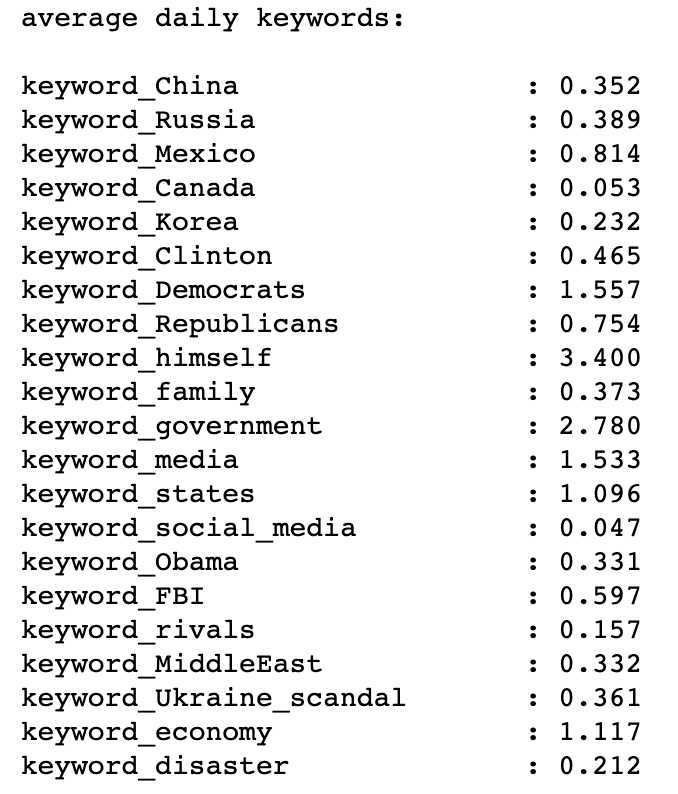 average daily keywords:
keyword_China : 0.352
keyword_Russia : 0.389
keyword_Mexico : 0.814
keyword_Canada : 0.053
keyword_Korea : 0.232
keyword_Clinton : 0.465
keyword_Democrats : 1.557
keyword_Republicans : 0.754
keyword_himself : 3.400
keyword_family : 0.373
keyword_government : 2.780
keyword_media : 1.533
keyword_states : 1.096
keyword_social_media : 0.047
keyword_Obama : 0.331
keyword_FBI : 0.597
keyword_rivals : 0.157
keyword_MiddleEast : 0.332
keyword_Ukraine_scandal : 0.361
keyword_economy : 1.117
keyword_disaster : 0.212